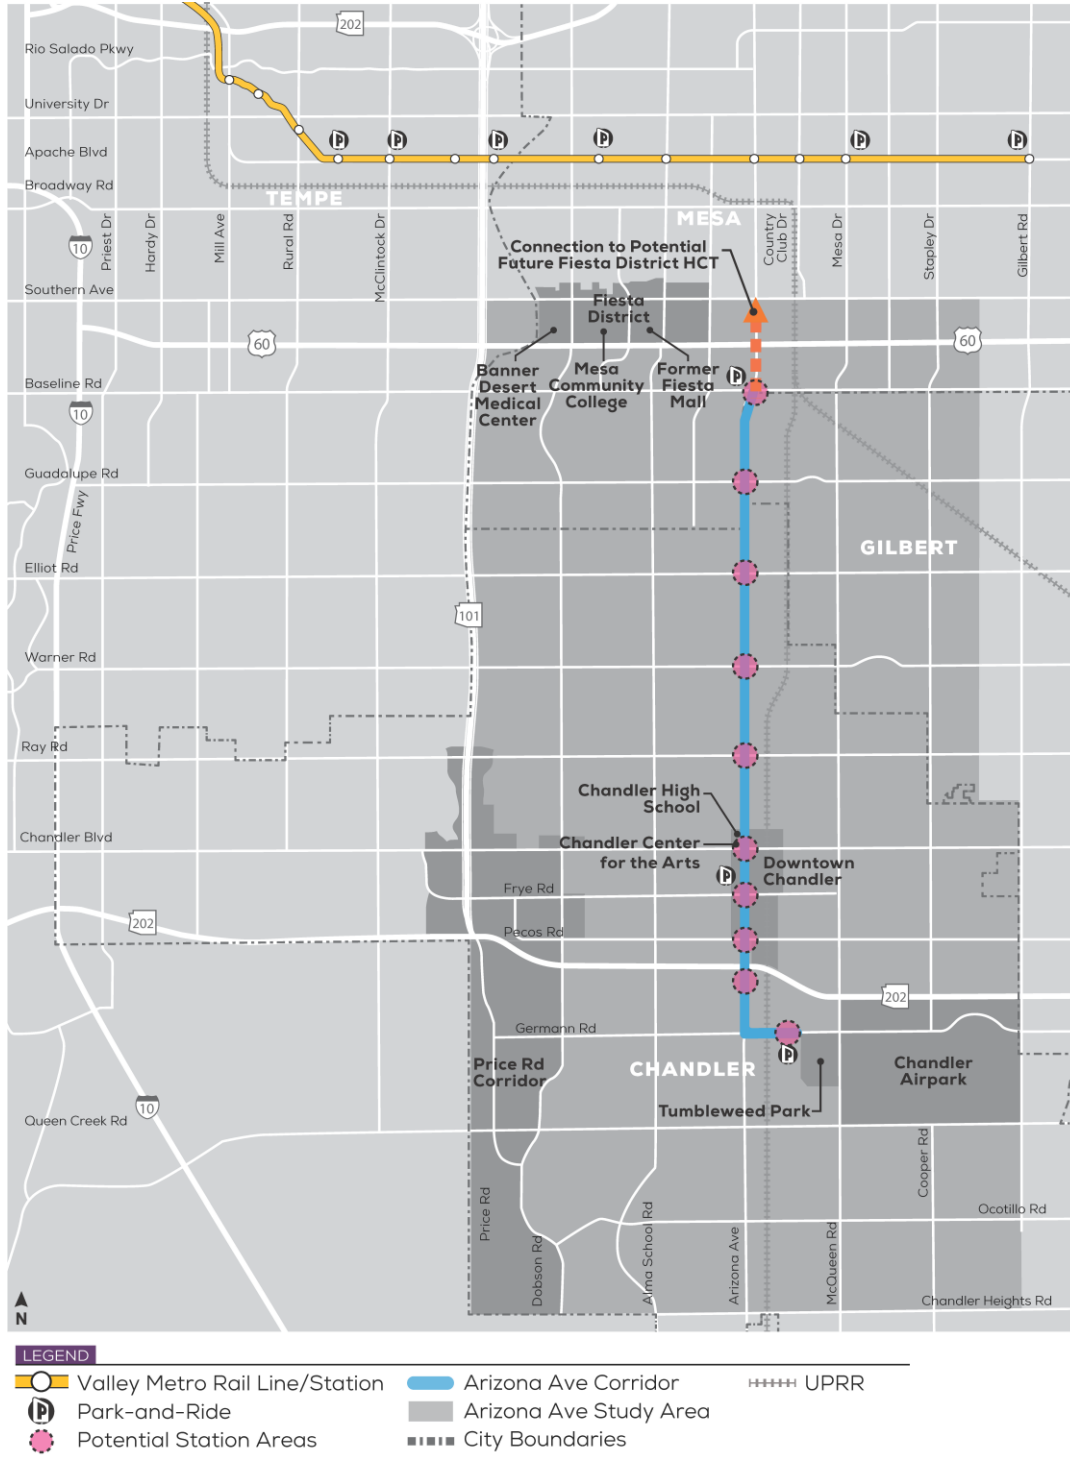 202
Rio Salado Pkwy
University Dr
Apache Blvd
Broadway Rd
TEMPE
MESA
10
Priest Dr
Hardy Dr
Mill Ave
Rural Rd
McClintock Dr
Country
Club Dr
Mesa Dr
Stapley Dr
Gilbert Rd
Connection to Potential
Future Fiesta District HCT
Southern Ave
Fiesta
District
60
60
Baseline Rd
10
Banner
Desert
Medical
Center
Mesa
Community
College
Former
Fiesta
Mall
Guadalupe Rd
Price Fwy
GILBERT
Elliot Rd
101
Warner Rd
Ray Rd
Chandler High
School
Chandler Blvd
Chandler Center
for the Arts
Downtown
Chandler
Frye Rd
202
Pecos Rd
202
Germann Rd
Price Rd
Corridor
CHANDLER
Chandler
Airpark
10
Tumbleweed Park
Queen Creek Rd
Price Rd
Dobson Rd
Alma School Rd
Arizona Ave
McQueen Rd
Cooper Rd
Ocotillo Rd
Chandler Heights Rd
N
LEGEND
Valley Metro Rail Line/Station
Arizona Ave Corridor
UPRR
P Park-and-Ride
Arizona Ave Study Area
Potential Station Areas
City Boundaries